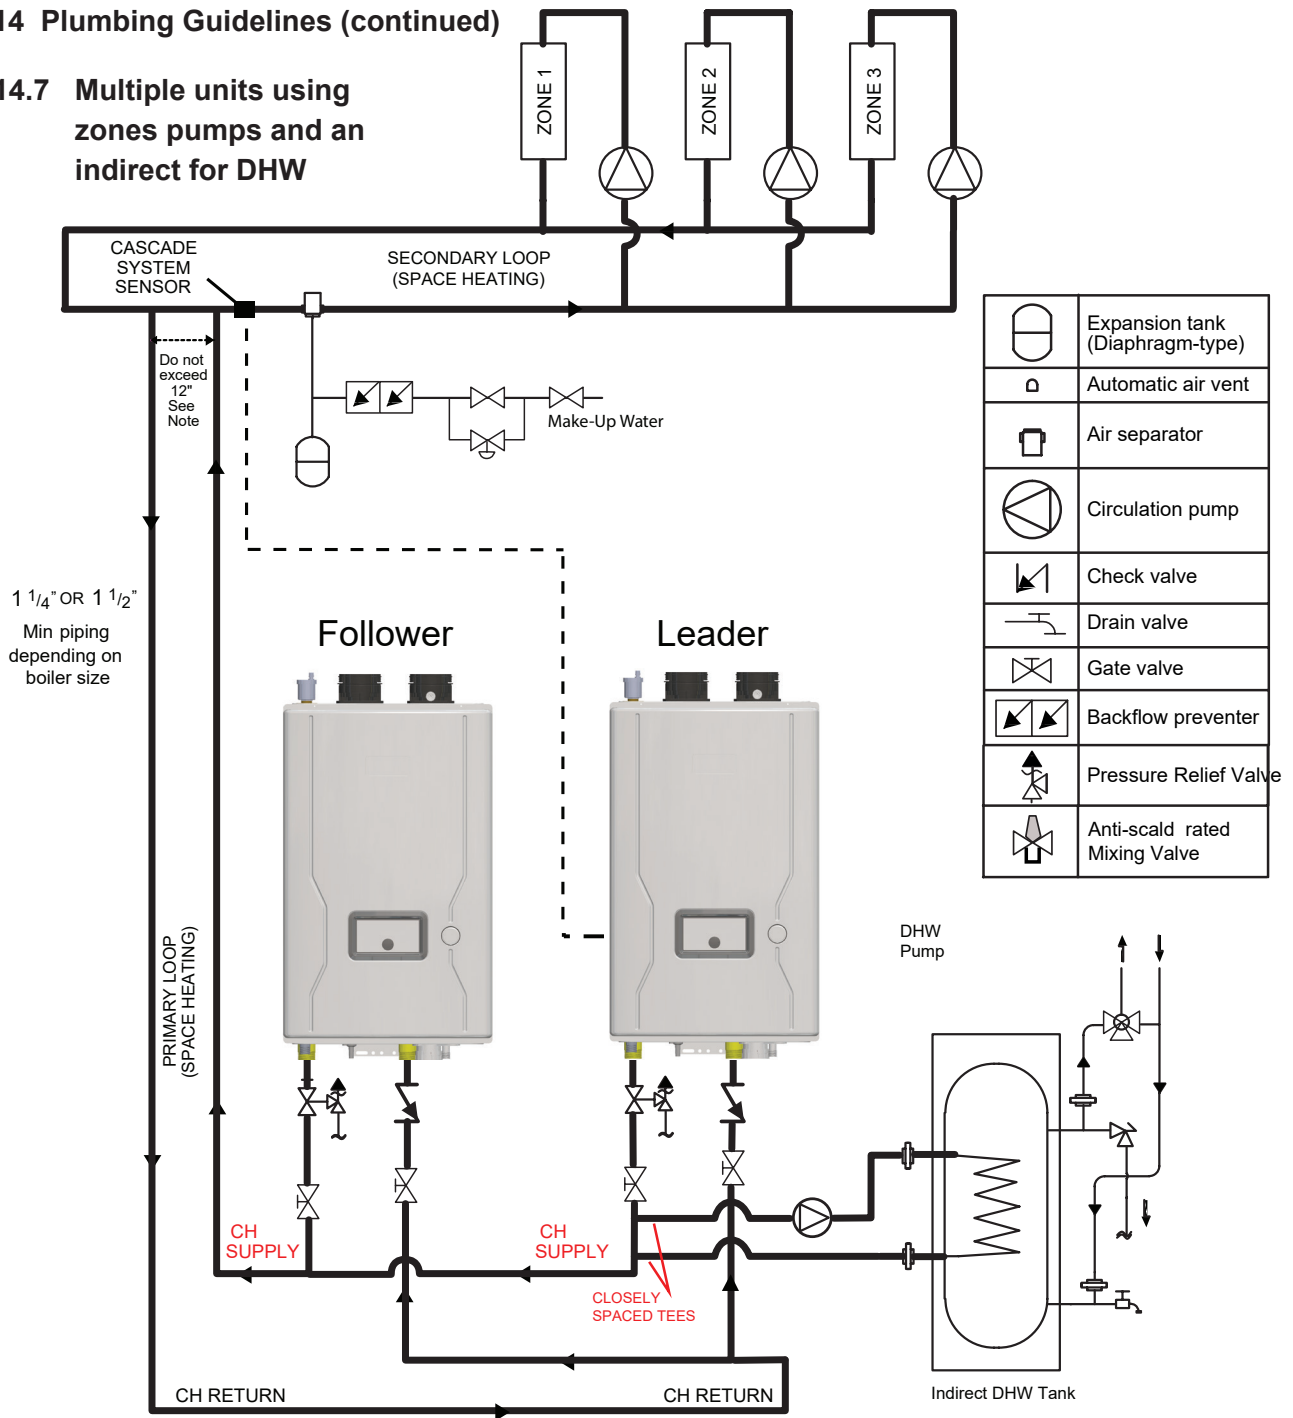 14 Plumbing Guidelines (continued)
14.7 Multiple units using
zones pumps and an
indirect for DHW
ZONE 1
ZONE 2
ZONE 3
CASCADE
SYSTEM
SENSOR
SECONDARY LOOP
(SPACE HEATING)
Do not
exceed
12"
See
Note
Make-Up Water
Expansion tank
(Diaphragm-type)
Automatic air vent
Air separator
Circulation pump
Check valve
Drain valve
Gate valve
Backflow preventer
Pressure Relief Valve
Anti-scald rated
Mixing Valve
1 1/4" OR 1 1/2"
Min piping
depending on
boiler size
Follower
Leader
PRIMARY LOOP
(SPACE HEATING)
DHW
Pump
CH
SUPPLY
CH
SUPPLY
CLOSELY
SPACED TEES
CH RETURN
CH RETURN
Indirect DHW Tank